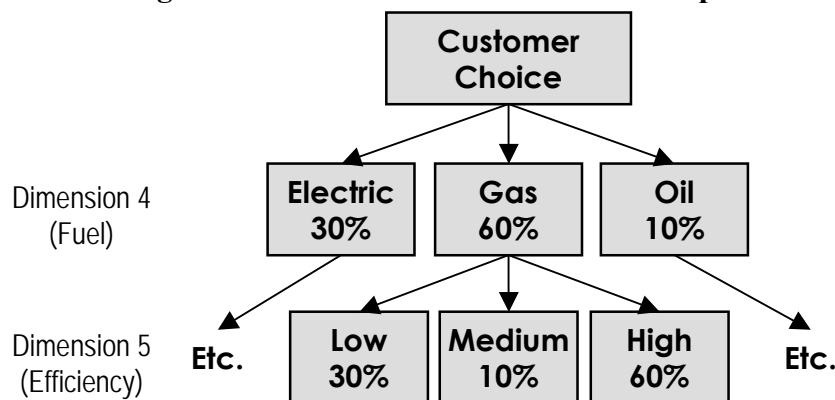 Customer
Choice
Dimension 4
(Fuel)
Electric
30%
Gas
60%
Oil
10%
Dimension 5
(Efficiency)
Etc.
Low
30%
Medium
10%
High
60%
Etc.